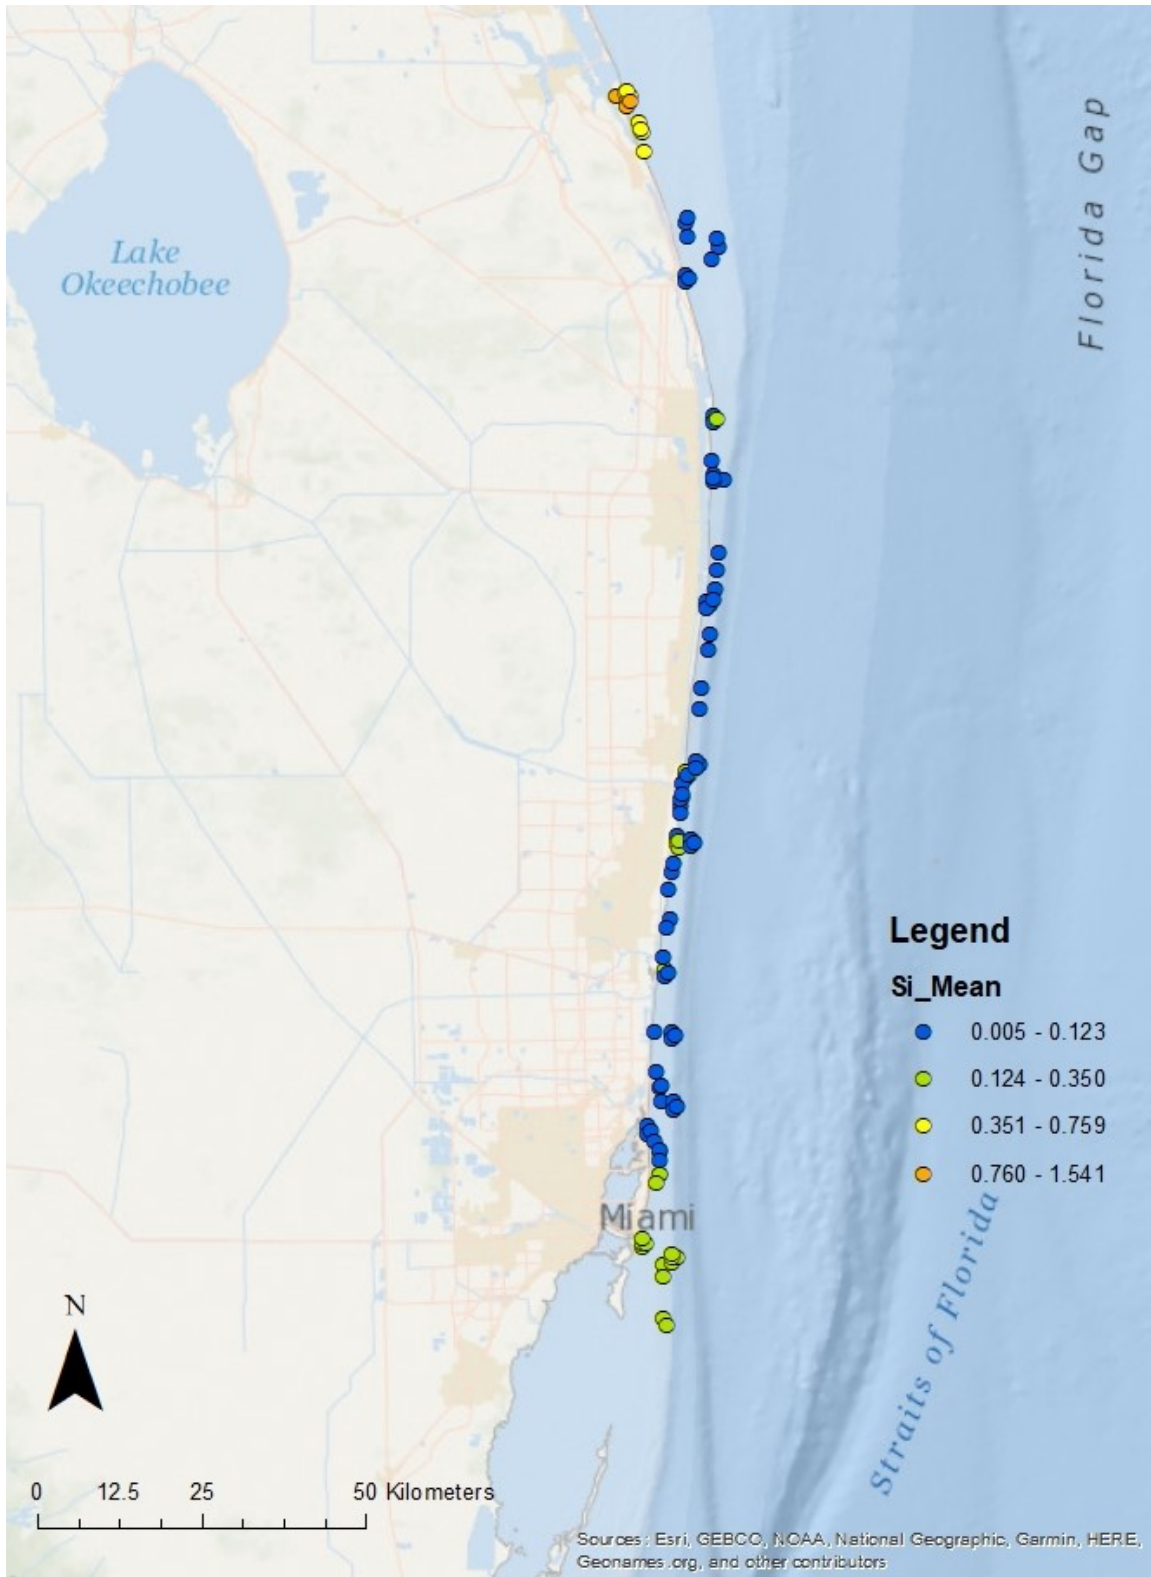 Florida Gap
Lake
Okeechobee
Legend
Si_Mean
0.005 - 0.123
0.124 - 0.350
0.351 - 0.759
0.760 - 1.541
Miami
Straits of Florida
N
0 12.5 25 50 Kilometers
Sources: Esri, GEBCO, NOAA, National Geographic, Garmin, HERE,
Geonames.org, and other contributors